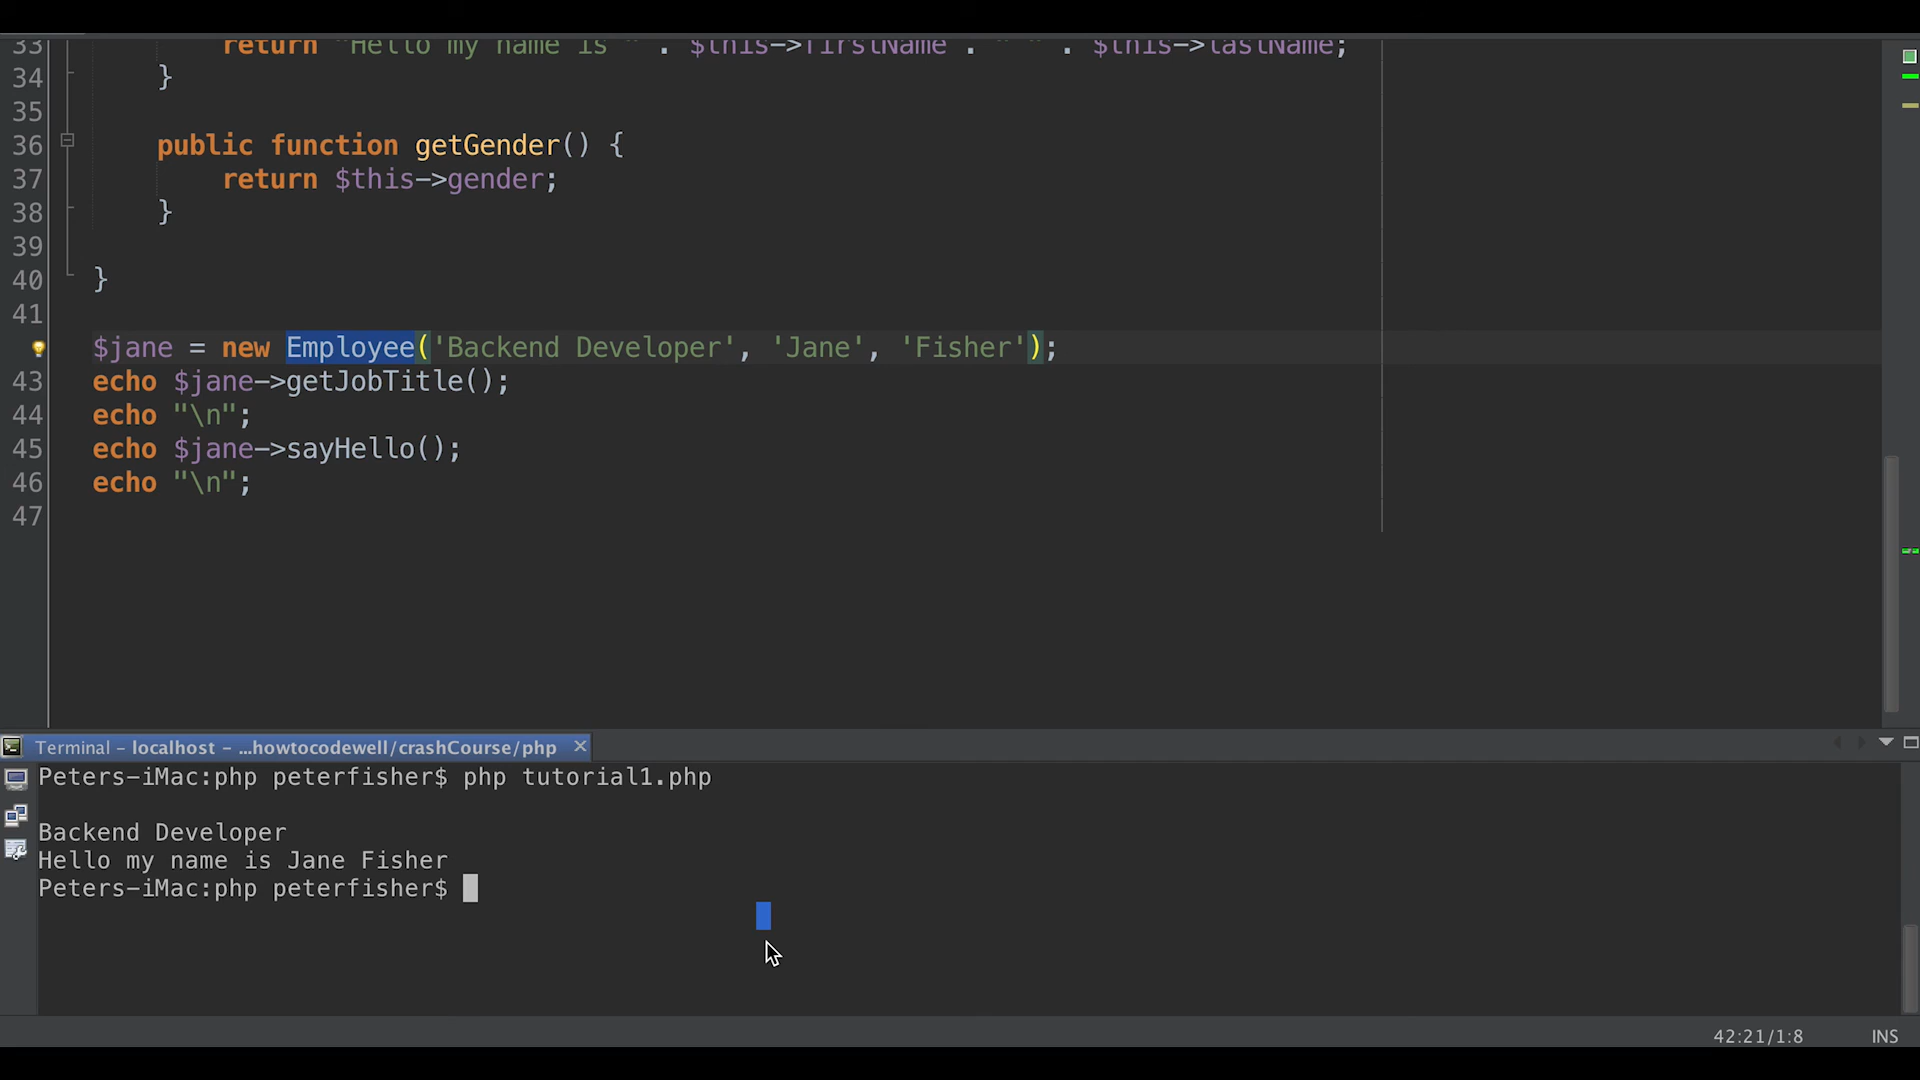 33 return "Hello my name is " . $this->firstName . " " . $this->lastName;
34 }
35
36 public function getGender() {
37 return $this->gender;
38 }
39
40 }
41
$jane = new Employee('Backend Developer', 'Jane', 'Fisher');
43 echo $jane->getJobTitle();
44 echo "\n";
45 echo $jane->sayHello();
46 echo "\n";
47
Terminal – localhost – ...howtocodewell/crashCourse/php
Peters-iMac:php peterfisher$ php tutorial1.php
Backend Developer
Hello my name is Jane Fisher
Peters-iMac:php peterfisher$
42:21/1:8 INS